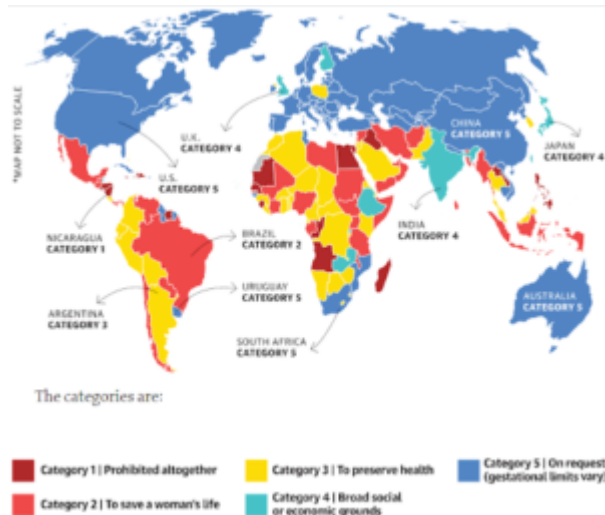 *MAP NOT TO SCALE
U.K.
CATEGORY 4
CHINA
CATEGORY 5
JAPAN
CATEGORY 4
U.S.
CATEGORY 5
INDIA
CATEGORY 4
NICARAGUA
CATEGORY 1
BRAZIL
CATEGORY 2
URUGUAY
CATEGORY 5
AUSTRALIA
CATEGORY 5
ARGENTINA
CATEGORY 3
SOUTH AFRICA
CATEGORY 5
The categories are:
Category 1 | Prohibited altogether
Category 2 | To save a woman's life
Category 3 | To preserve health
Category 4 | Broad social
or economic grounds
Category 5 | On request
(gestational limits vary)